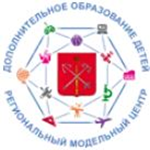 ДОПОЛНИТЕЛЬНОЕ ОБРАЗОВАНИЕ ДЕТЕЙ
РЕГИОНАЛЬНЫЙ МОДЕЛЬНЫЙ ЦЕНТР